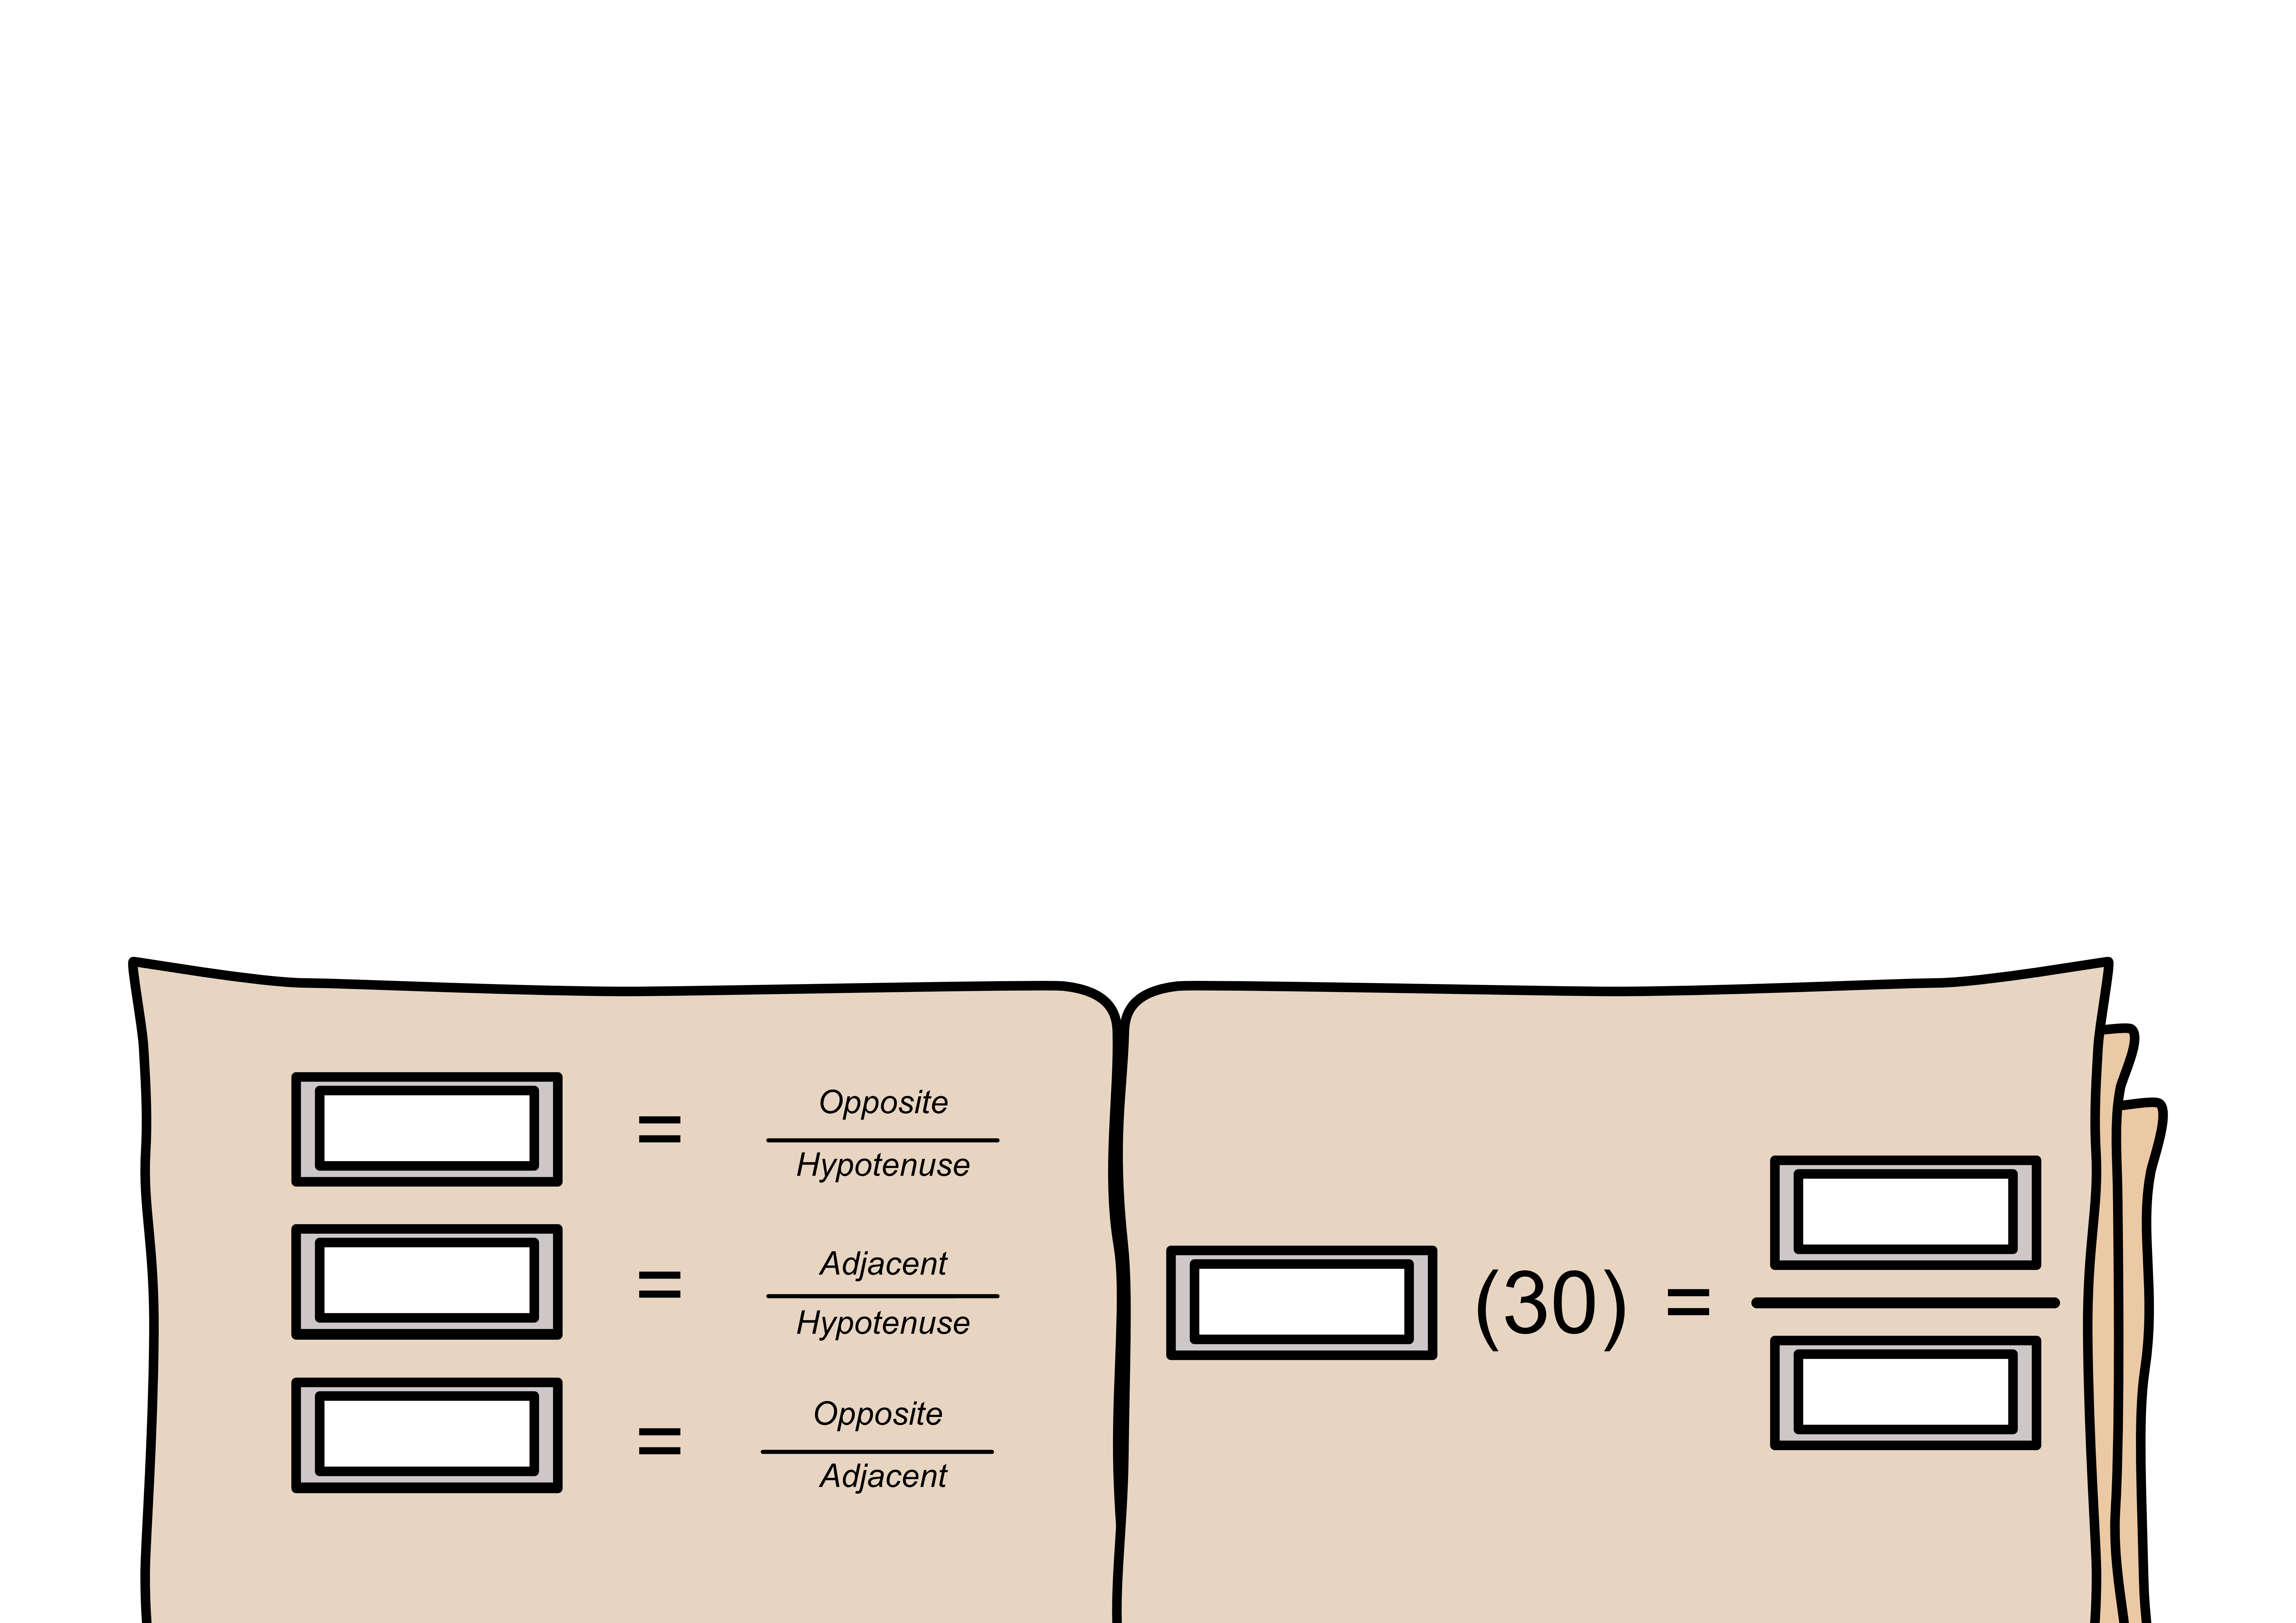 = Opposite
Hypotenuse
= Adjacent
Hypotenuse
= Opposite
Adjacent
(30) =